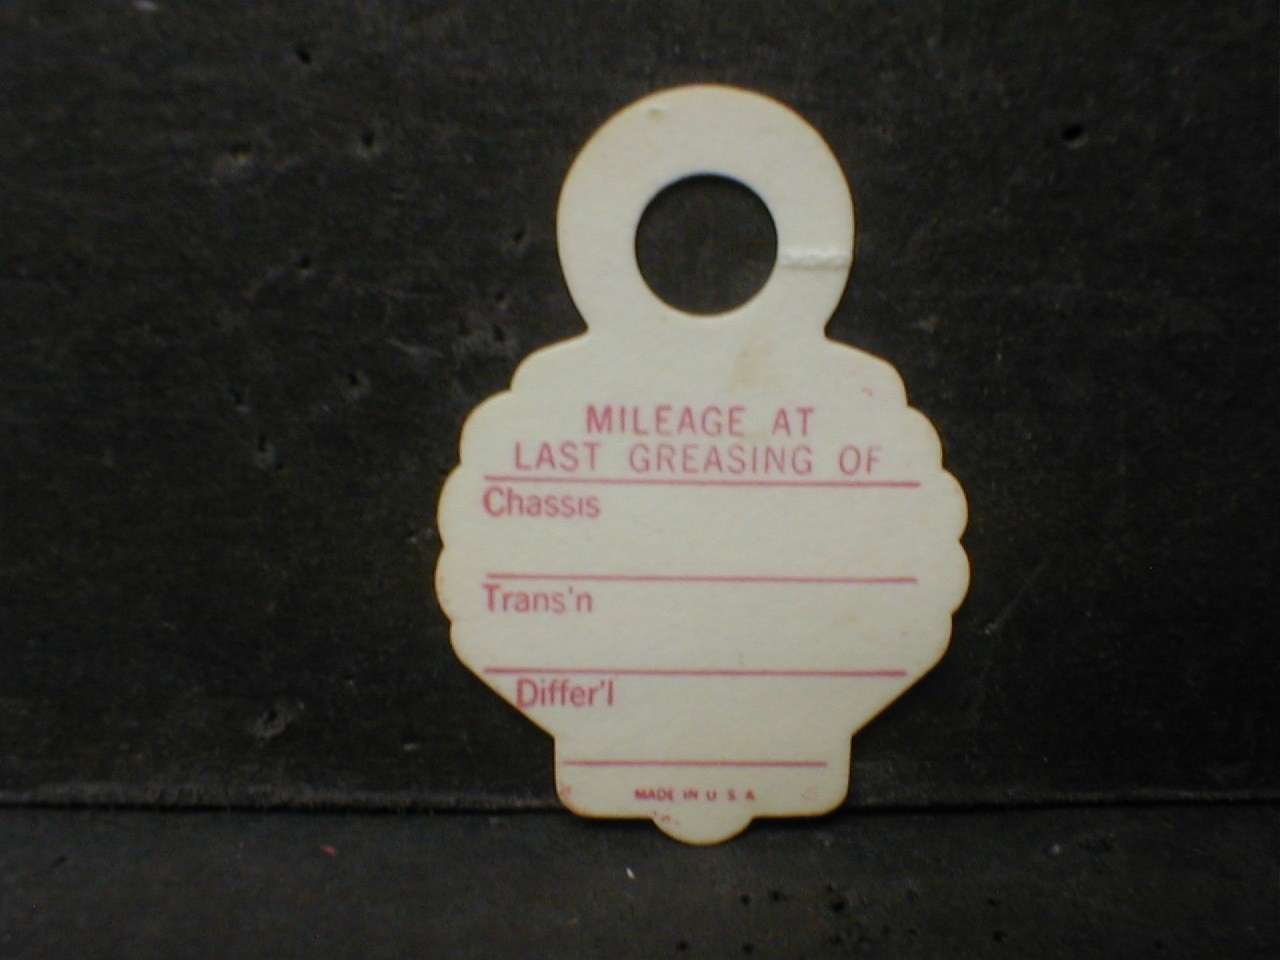 MILEAGE AT
LAST GREASING OF
Chassis
Trans'n
Differ'l
MADE IN U S A